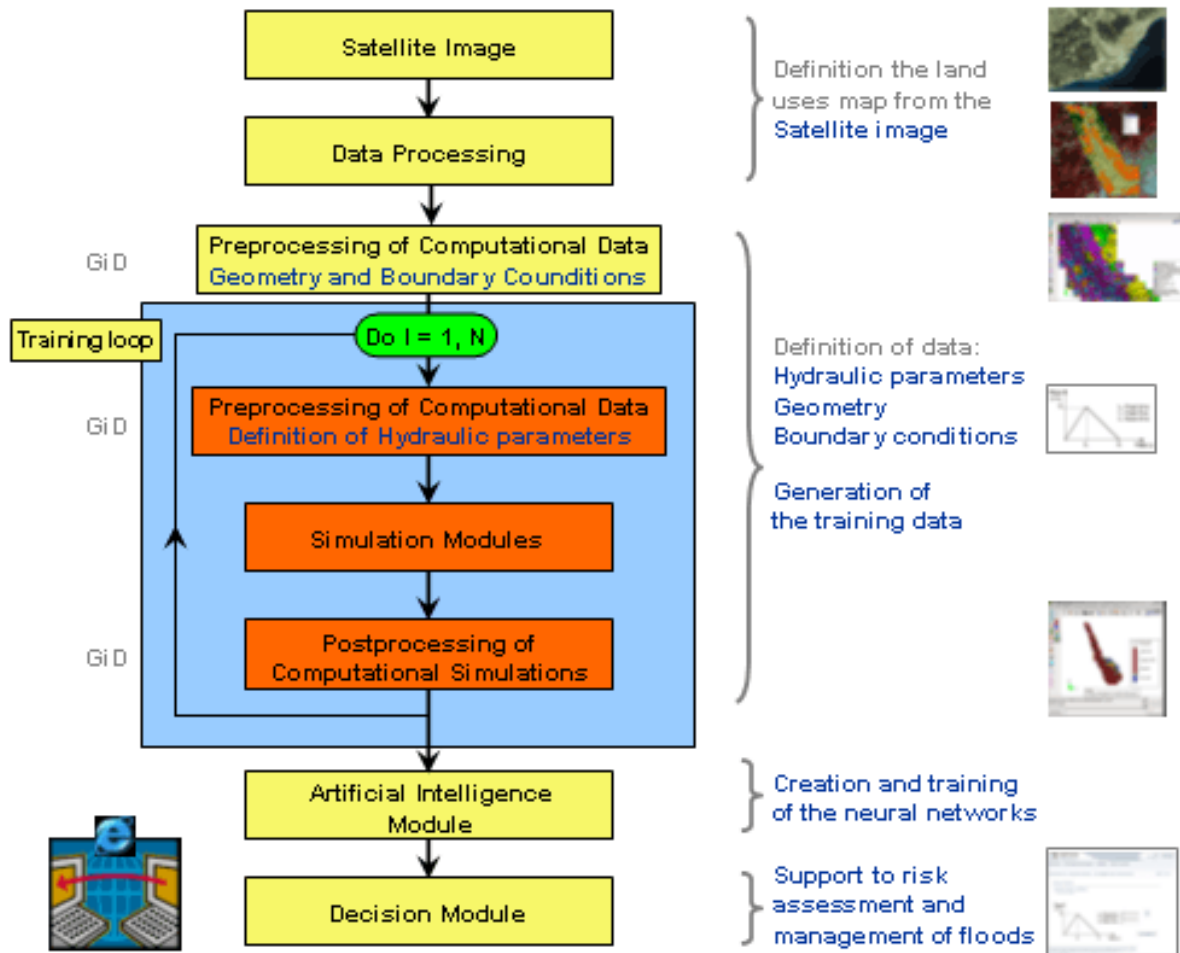 Satellite Image
Definition the land
uses map from the
Satellite image
Data Processing
Preprocessing of Computational Data
Geometry and Boundary Counditions
GiD
Training loop
Do I = 1, N
GiD
Preprocessing of Computational Data
Definition of Hydraulic parameters
Simulation Modules
GiD
Postprocessing of
Computational Simulations
Definition of data:
Hydraulic parameters
Geometry
Boundary conditions
Generation of
the training data
Artificial Intelligence
Module
Creation and training
of the neural networks
Decision Module
Support to risk
assessment and
management of floods